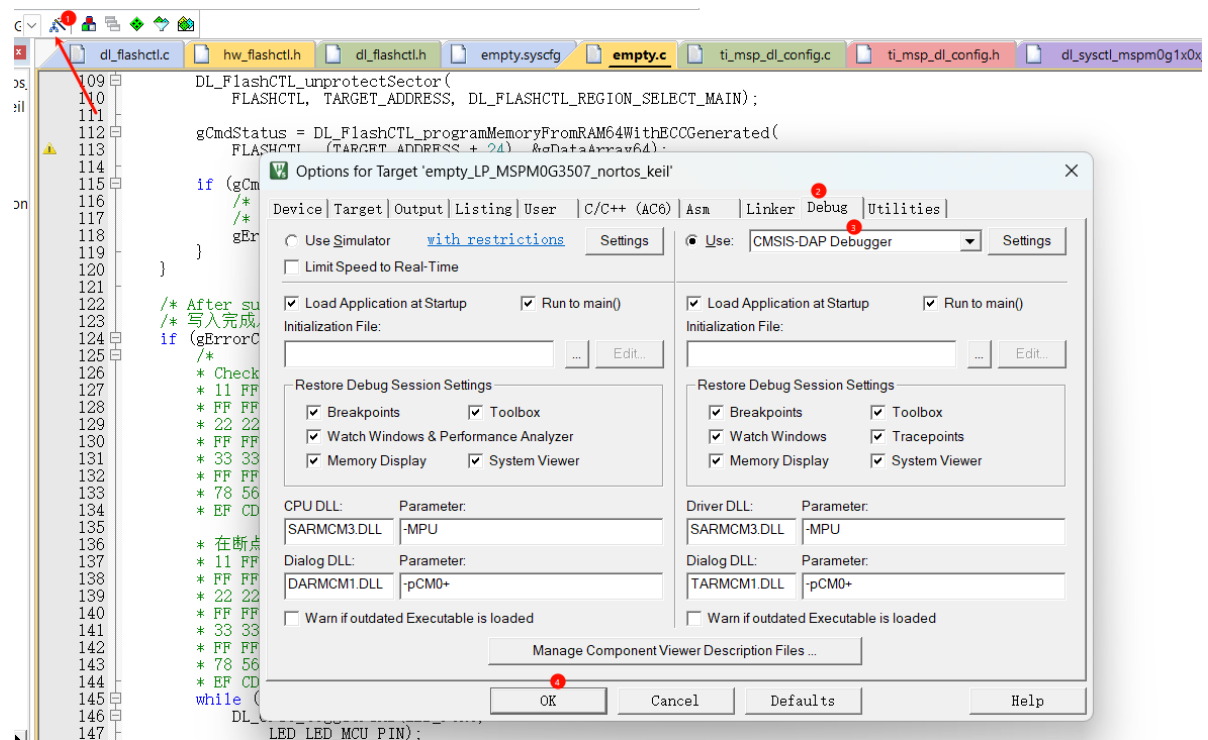 1
dl_flashctl.c hw_flashctl.h dl_flashctl.h empty.syscfg empty.c ti_msp_dl_config.c ti_msp_dl_config.h dl_sysctl_mspm0g1x0x
109 DL_FlashCTL_unprotectSector(
110 FLASHCTL, TARGET_ADDRESS, DL_FLASHCTL_REGION_SELECT_MAIN);
111
112 gCmdStatus = DL_FlashCTL_programMemoryFromRAM64WithECCGenerated(
113 FLASHCTL, (TARGET_ADDRESS + 24), &gDataArray64);
114
115 if (gCm
116 /*
117 /*
118 gEr
119 }
120 }
121
122 /* After su
123 /* 写入完成
124 if (gErrorC
125 /*
126 * Check
127 * 11 FF
128 * FF FF
129 * 22 22
130 * FF FF
131 * 33 33
132 * FF FF
133 * 78 56
134 * EF CD
135
136 * 在断点
137 * 11 FF
138 * FF FF
139 * 22 22
140 * FF FF
141 * 33 33
142 * FF FF
143 * 78 56
144 * EF CD
145 while (
146 DL_
147 LED_LED_MCU_PIN);
Options for Target 'empty_LP_MSPM0G3507_nortos_keil'
2
Device Target Output Listing User C/C++ (AC6) Asm Linker Debug Utilities
3
Use Simulator with restrictions Settings Use: CMSIS-DAP Debugger Settings
Limit Speed to Real-Time
Load Application at Startup Run to main() Load Application at Startup Run to main()
Initialization File: Initialization File:
... Edit... ... Edit...
Restore Debug Session Settings Restore Debug Session Settings
Breakpoints Toolbox Breakpoints Toolbox
Watch Windows & Performance Analyzer Watch Windows Tracepoints
Memory Display System Viewer Memory Display System Viewer
CPU DLL: Parameter: Driver DLL: Parameter:
SARMCM3.DLL -MPU SARMCM3.DLL -MPU
Dialog DLL: Parameter: Dialog DLL: Parameter:
DARMCM1.DLL -pCM0+ TARMCM1.DLL -pCM0+
Warn if outdated Executable is loaded Warn if outdated Executable is loaded
Manage Component Viewer Description Files ...
4
OK Cancel Defaults Help